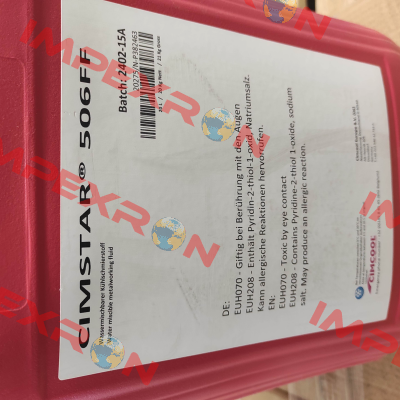 CIMSTAR® 506FF
Wassermischbarer Kühlschmierstoff
Water miscible metalworking fluid
Batch: 2402-15A
20275/N-P382463
DE:
EUH070 - Giftig bei Berührung mit den Augen
EUH208 - Enthält Pyridin-2-thiol-1-oxid, Natriumsalz.
Kann allergische Reaktionen hervorrufen.
EN:
EUH070 - Toxic by eye contact
EUH208 - Contains Pyridine-2-thiol 1-oxide, sodium
salt. May produce an allergic reaction.
CIMCOOL
IMPEXRON
IMPEXRON
IMPEXRON